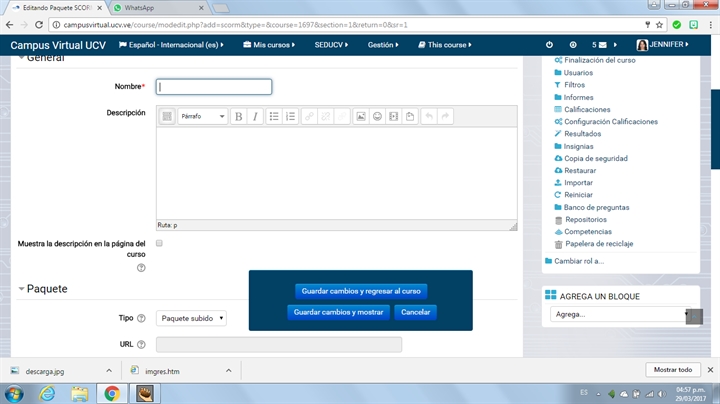 Editando Paquete SCORM
WhatsApp
campusvirtual.ucv.ve/course/modedit.php?add=scorm&type=&course=1697&section=1&return=0&sr=1
Campus Virtual UCV
Español - Internacional (es)
Mis cursos
SEDUCV
Gestión
This course
5
JENNIFER
General
Nombre*
Descripción
Párrafo
B
I
Ruta: p
Muestra la descripción en la página del
curso
Paquete
Tipo
Paquete subido
URL
Guardar cambios y regresar al curso
Guardar cambios y mostrar
Cancelar
Finalización del curso
Usuarios
Filtros
Informes
Calificaciones
Configuración Calificaciones
Resultados
Insignias
Copia de seguridad
Restaurar
Importar
Reiniciar
Banco de preguntas
Repositorios
Competencias
Papelera de reciclaje
Cambiar rol a...
AGREGA UN BLOQUE
Agrega...
descarga.jpg
imgres.htm
Mostrar todo
ES
04:57 p.m.
29/03/2017